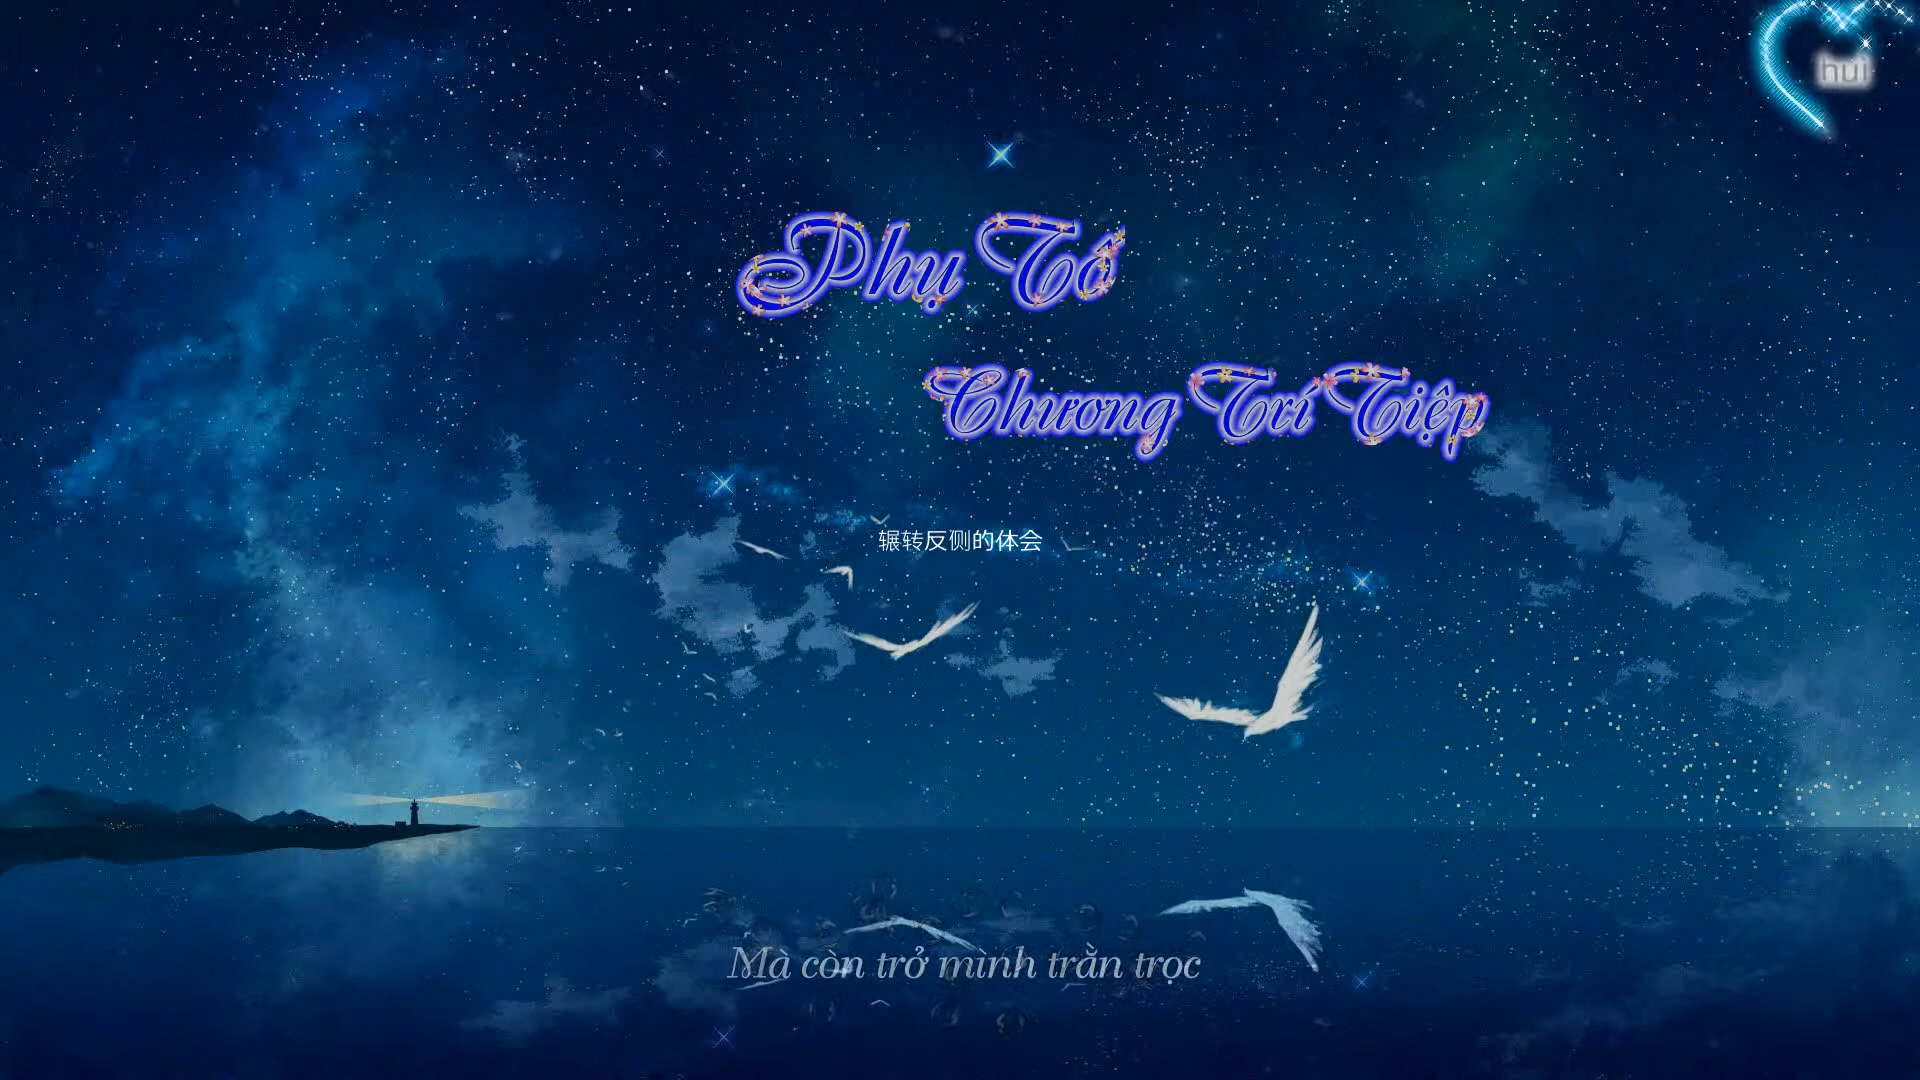 hui
Phụ Tố
Chương Trí Tiệp
辗转反侧的体会
Mà còn trở mình trằn trọc